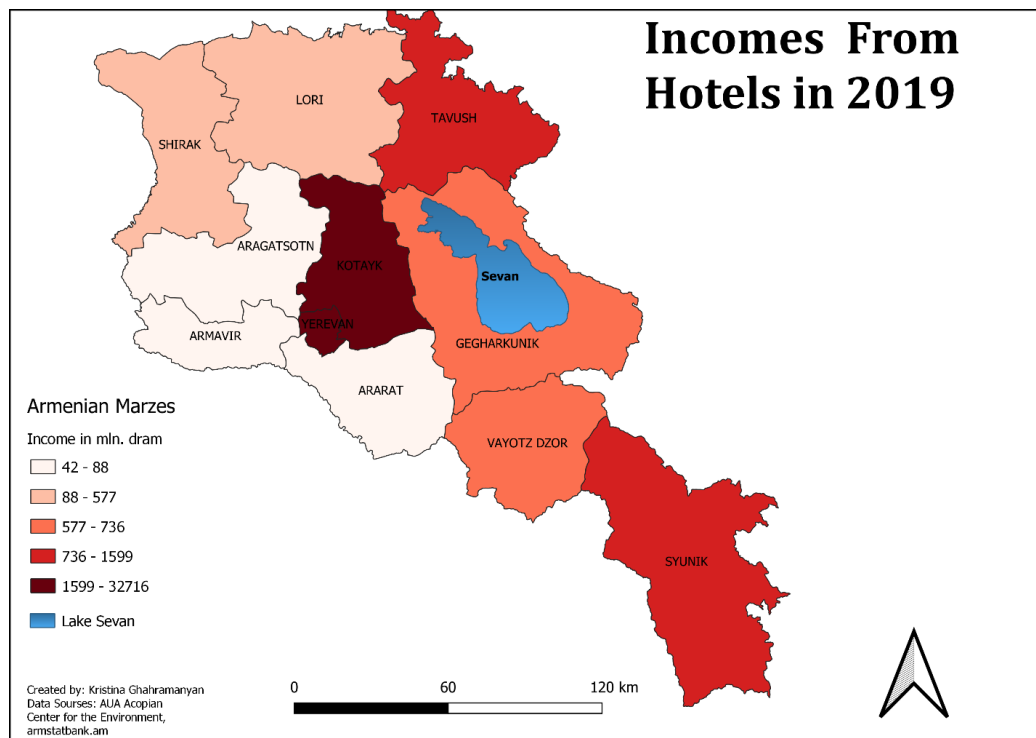 Incomes From
Hotels in 2019
LORI
TAVUSH
SHIRAK
ARAGATSOTN
KOTAYK
Sevan
YEREVAN
ARMAVIR
GEGHARKUNIK
ARARAT
VAYOTZ DZOR
SYUNIK
Armenian Marzes
Income in mln. dram
42 - 88
88 - 577
577 - 736
736 - 1599
1599 - 32716
Lake Sevan
Created by: Kristina Ghahramanyan
Data Sourses: AUA Acopian
Center for the Environment,
armstatbank.am
0 60 120 km